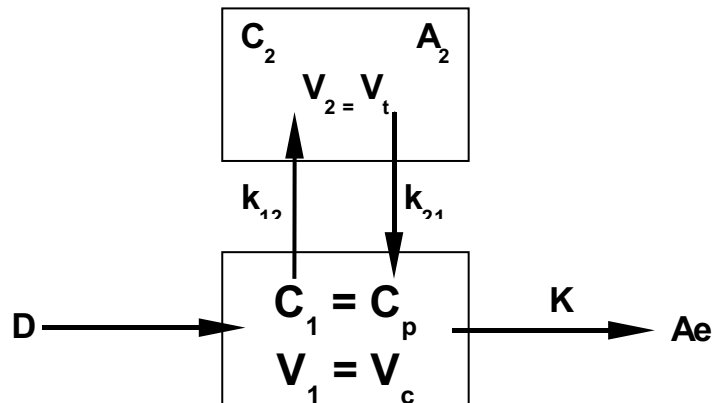 C2 A2
V2 = Vt
k12 k21
C1 = Cp
K
D
Ae
V1 = Vc